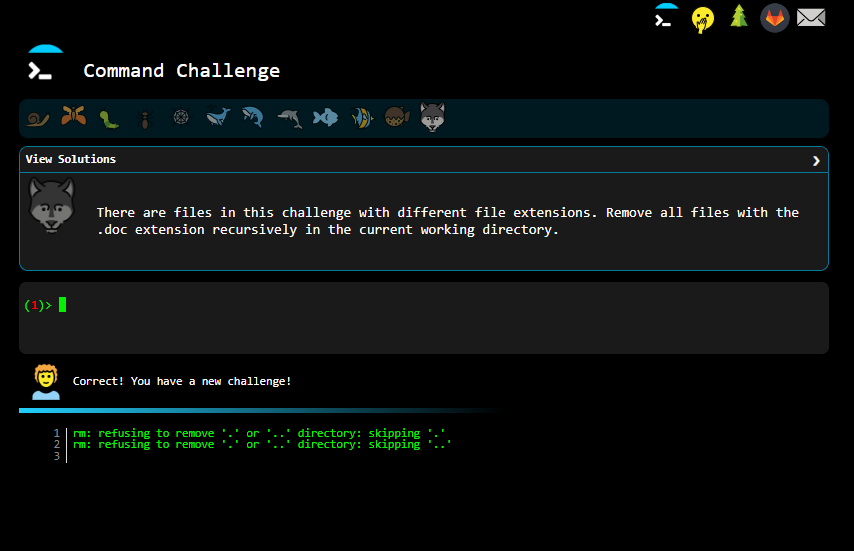 Command Challenge
View Solutions
There are files in this challenge with different file extensions. Remove all files with the
.doc extension recursively in the current working directory.
(1)>
Correct! You have a new challenge!
1 rm: refusing to remove '.' or '..' directory: skipping '.'
2 rm: refusing to remove '.' or '..' directory: skipping '..'
3